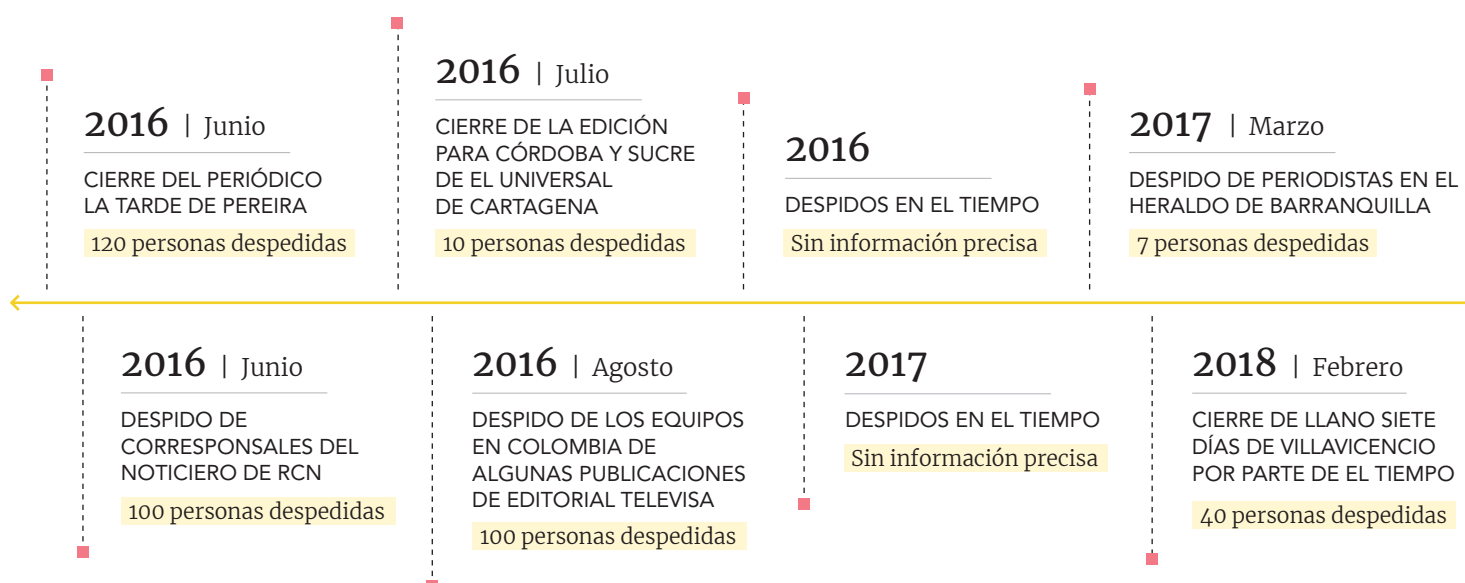 2016 | Junio
CIERRE DEL PERIÓDICO
LA TARDE DE PEREIRA
120 personas despedidas
2016 | Julio
CIERRE DE LA EDICIÓN
PARA CÓRDOBA Y SUCRE
DE EL UNIVERSAL
DE CARTAGENA
10 personas despedidas
2016
DESPIDOS EN EL TIEMPO
Sin información precisa
2017 | Marzo
DESPIDO DE PERIODISTAS EN EL
HERALDO DE BARRANQUILLA
7 personas despedidas
2016 | Junio
DESPIDO DE
CORRESPONSALES DEL
NOTICIERO DE RCN
100 personas despedidas
2016 | Agosto
DESPIDO DE LOS EQUIPOS
EN COLOMBIA DE
ALGUNAS PUBLICACIONES
DE EDITORIAL TELEVISA
100 personas despedidas
2017
DESPIDOS EN EL TIEMPO
Sin información precisa
2018 | Febrero
CIERRE DE LLANO SIETE
DÍAS DE VILLAVICENCIO
POR PARTE DE EL TIEMPO
40 personas despedidas